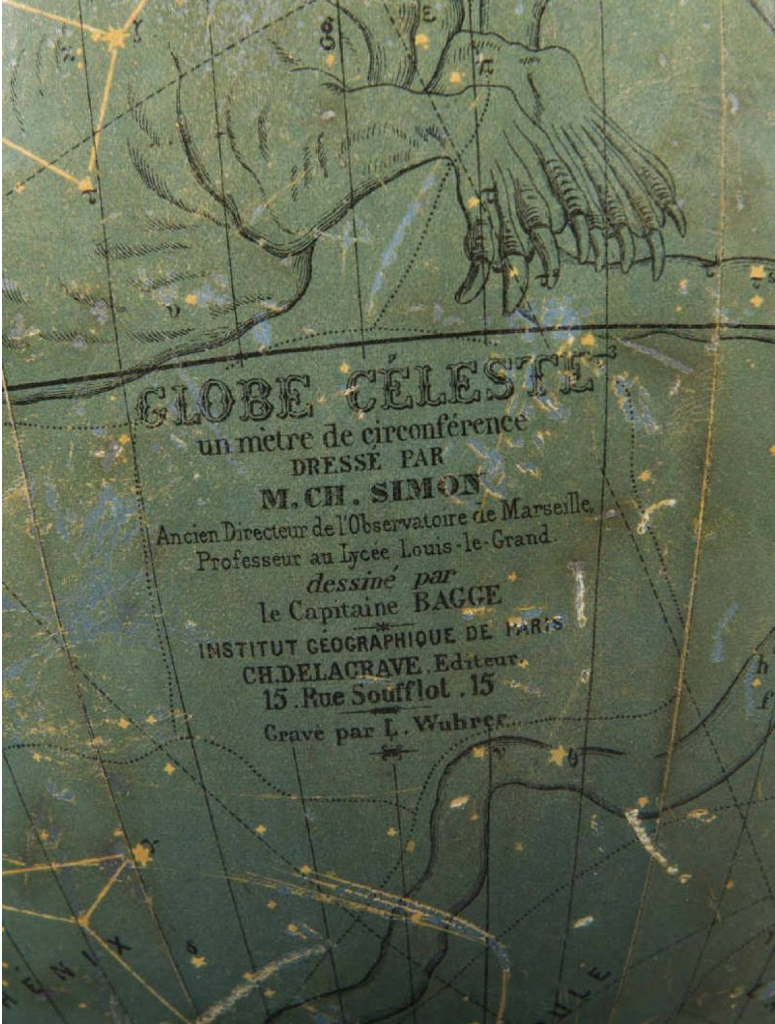 GLOBE CÉLESTE
un mètre de circonférence
DRESSÉ PAR
M. CH. SIMON
Ancien Directeur de l'Observatoire de Marseille,
Professeur au Lycée Louis-le-Grand.
dessiné par
le Capitaine BAGGE
INSTITUT GÉOGRAPHIQUE DE PARIS
CH. DELAGRAVE, Editeur,
15. Rue Soufflot. 15
Gravé par L. Wuhrer.